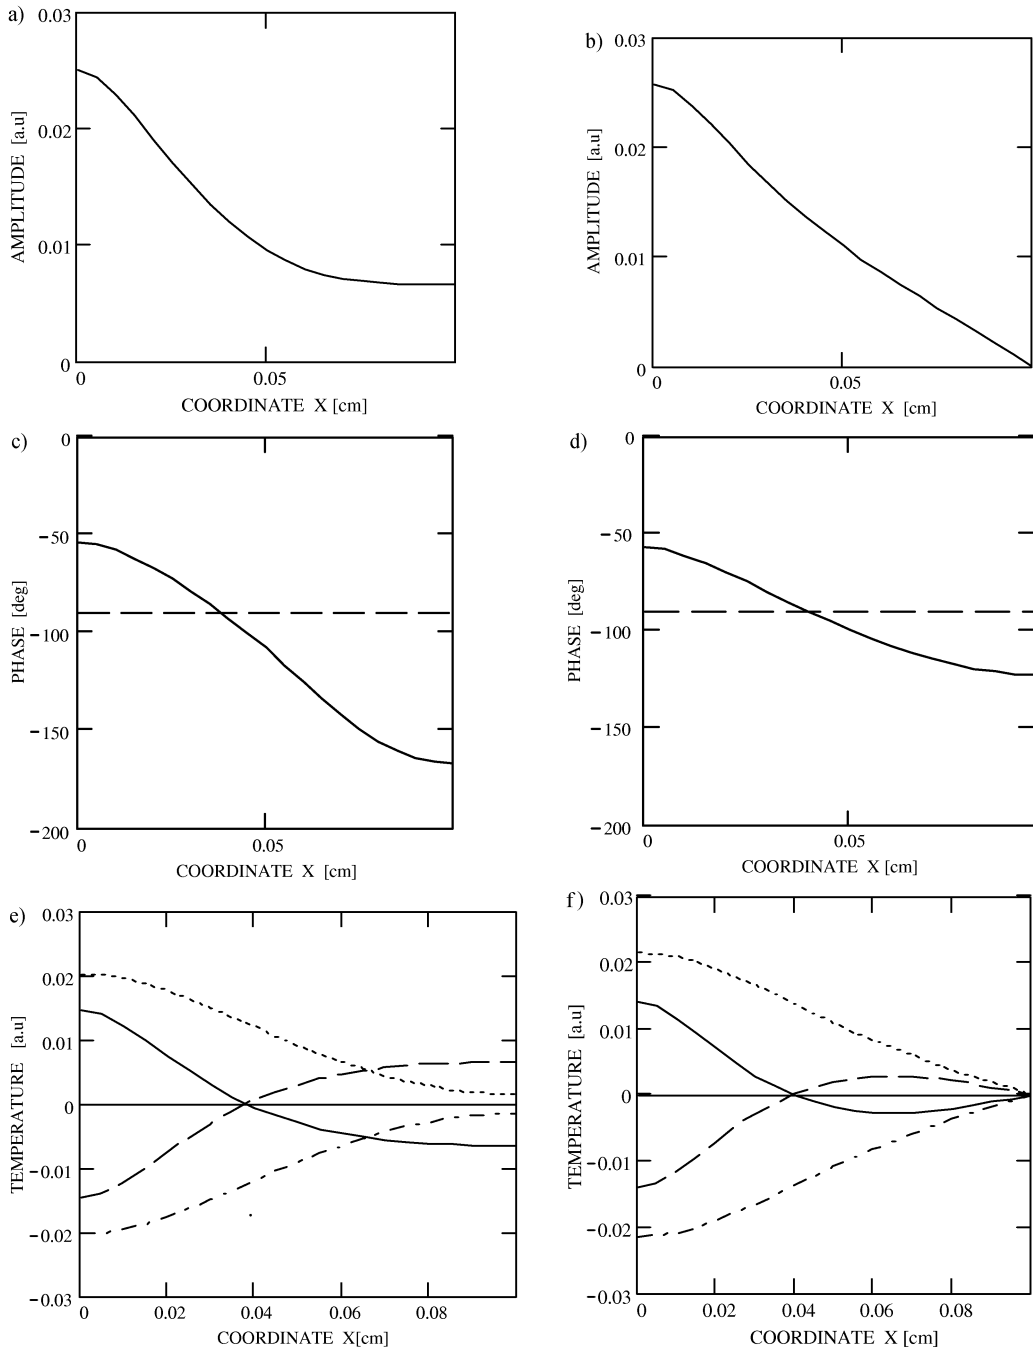 a)
0.03
0.02
0.01
0
AMPLITUDE [a.u]
0
0.05
COORDINATE X [cm]
b)
0.03
0.02
0.01
0
AMPLITUDE [a.u]
0
0.05
COORDINATE X [cm]
c)
0
−50
−100
−150
−200
PHASE [deg]
0
0.05
COORDINATE X [cm]
d)
0
−50
−100
−150
−200
PHASE [deg]
0
0.05
COORDINATE X [cm]
e)
0.03
0.02
0.01
0
−0.01
−0.02
−0.03
TEMPERATURE [a.u]
0
0.02
0.04
0.06
0.08
COORDINATE X[cm]
f)
0.03
0.02
0.01
0
−0.01
−0.02
−0.03
TEMPERATURE [a.u]
0
0.02
0.04
0.06
0.08
COORDINATE X [cm]